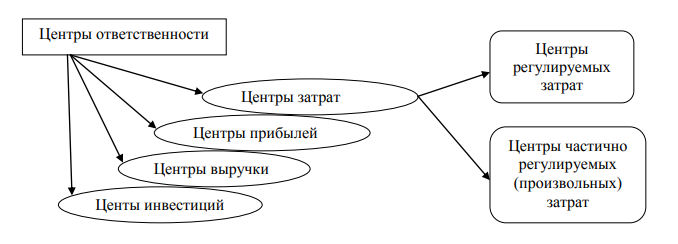 Центры ответственности
Центры затрат
Центры прибылей
Центры выручки
Центы инвестиций
Центры
регулируемых
затрат
Центры частично
регулируемых
(произвольных)
затрат